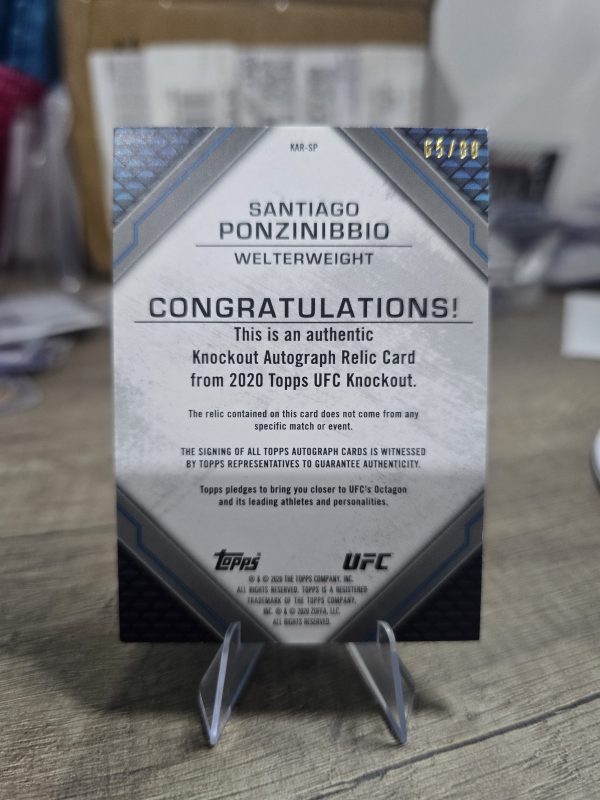 KAR-SP
65/99
SANTIAGO
PONZINIBBIO
WELTERWEIGHT
CONGRATULATIONS!
This is an authentic
Knockout Autograph Relic Card
from 2020 Topps UFC Knockout.
The relic contained on this card does not come from any
specific match or event.
THE SIGNING OF ALL TOPPS AUTOGRAPH CARDS IS WITNESSED
BY TOPPS REPRESENTATIVES TO GUARANTEE AUTHENTICITY.
Topps pledges to bring you closer to UFC's Octagon
and its leading athletes and personalities.
topps UFC
® & © 2020 THE TOPPS COMPANY, INC.
ALL RIGHTS RESERVED. TOPPS IS A REGISTERED
TRADEMARK OF THE TOPPS COMPANY,
INC. ® & © 2020 ZUFFA, LLC.
ALL RIGHTS RESERVED.